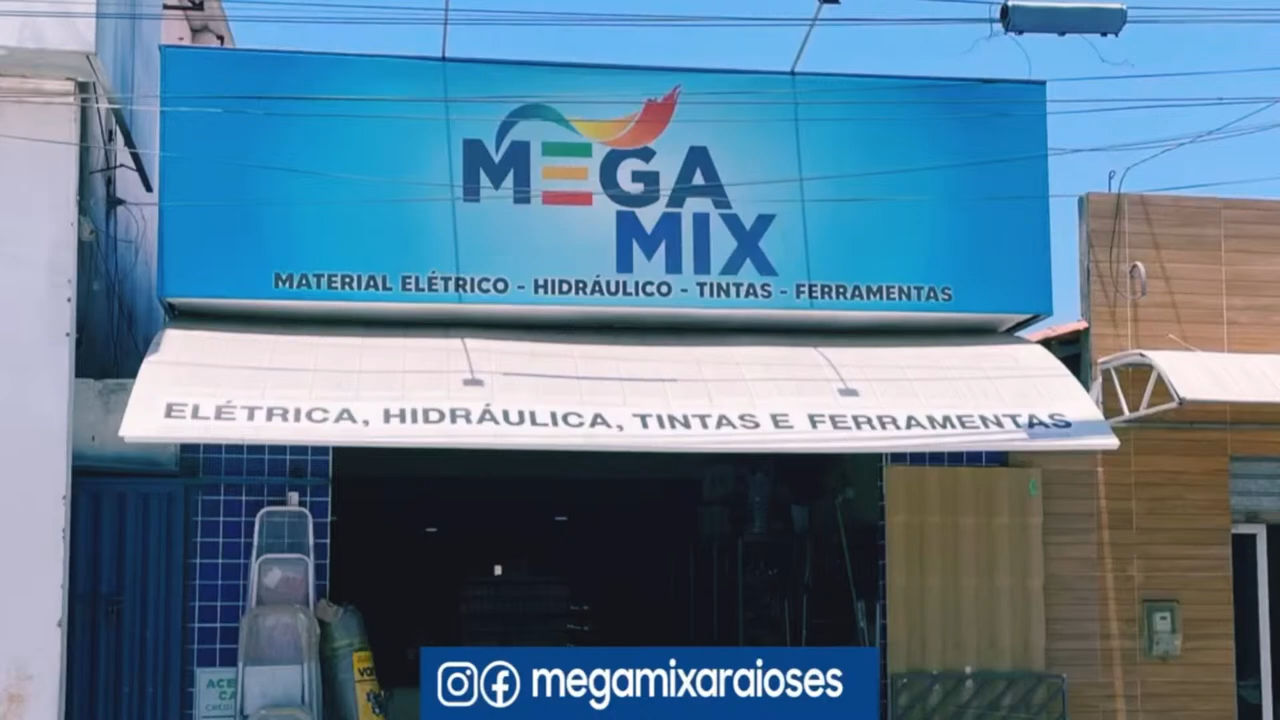 MEGA
MIX
MATERIAL ELÉTRICO - HIDRÁULICO - TINTAS - FERRAMENTAS
ELÉTRICA, HIDRÁULICA, TINTAS E FERRAMENTAS
megamixaraioses